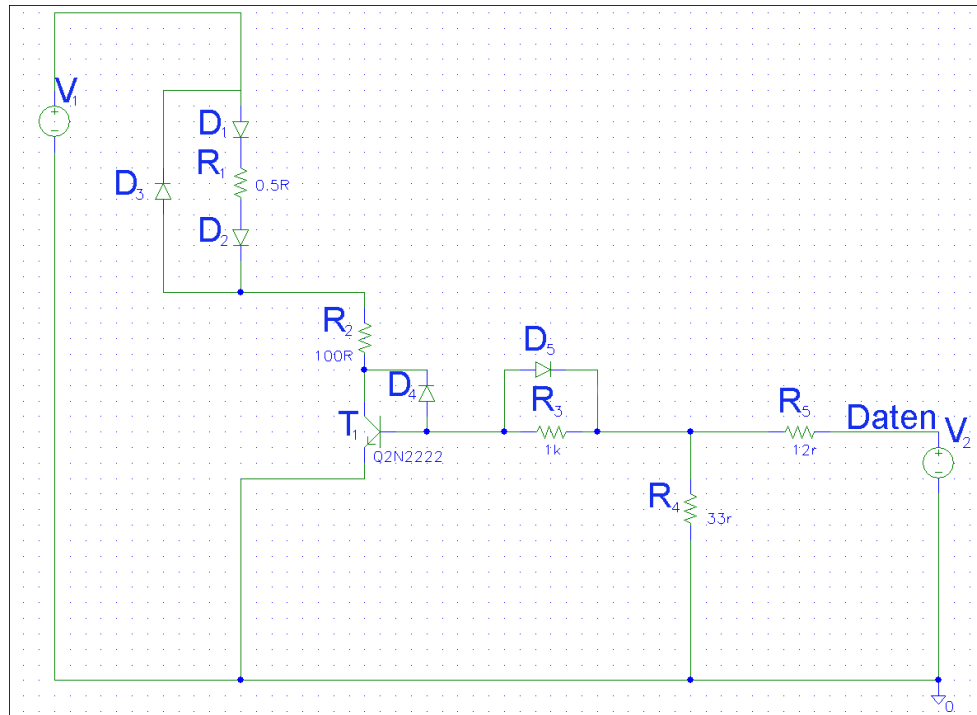 V1
D1
R1
0.5R
D3
D2
R2
100R
D4
D5
R3
1k
T1
Q2N2222
R5
12r
Daten
V2
R4
33r
0